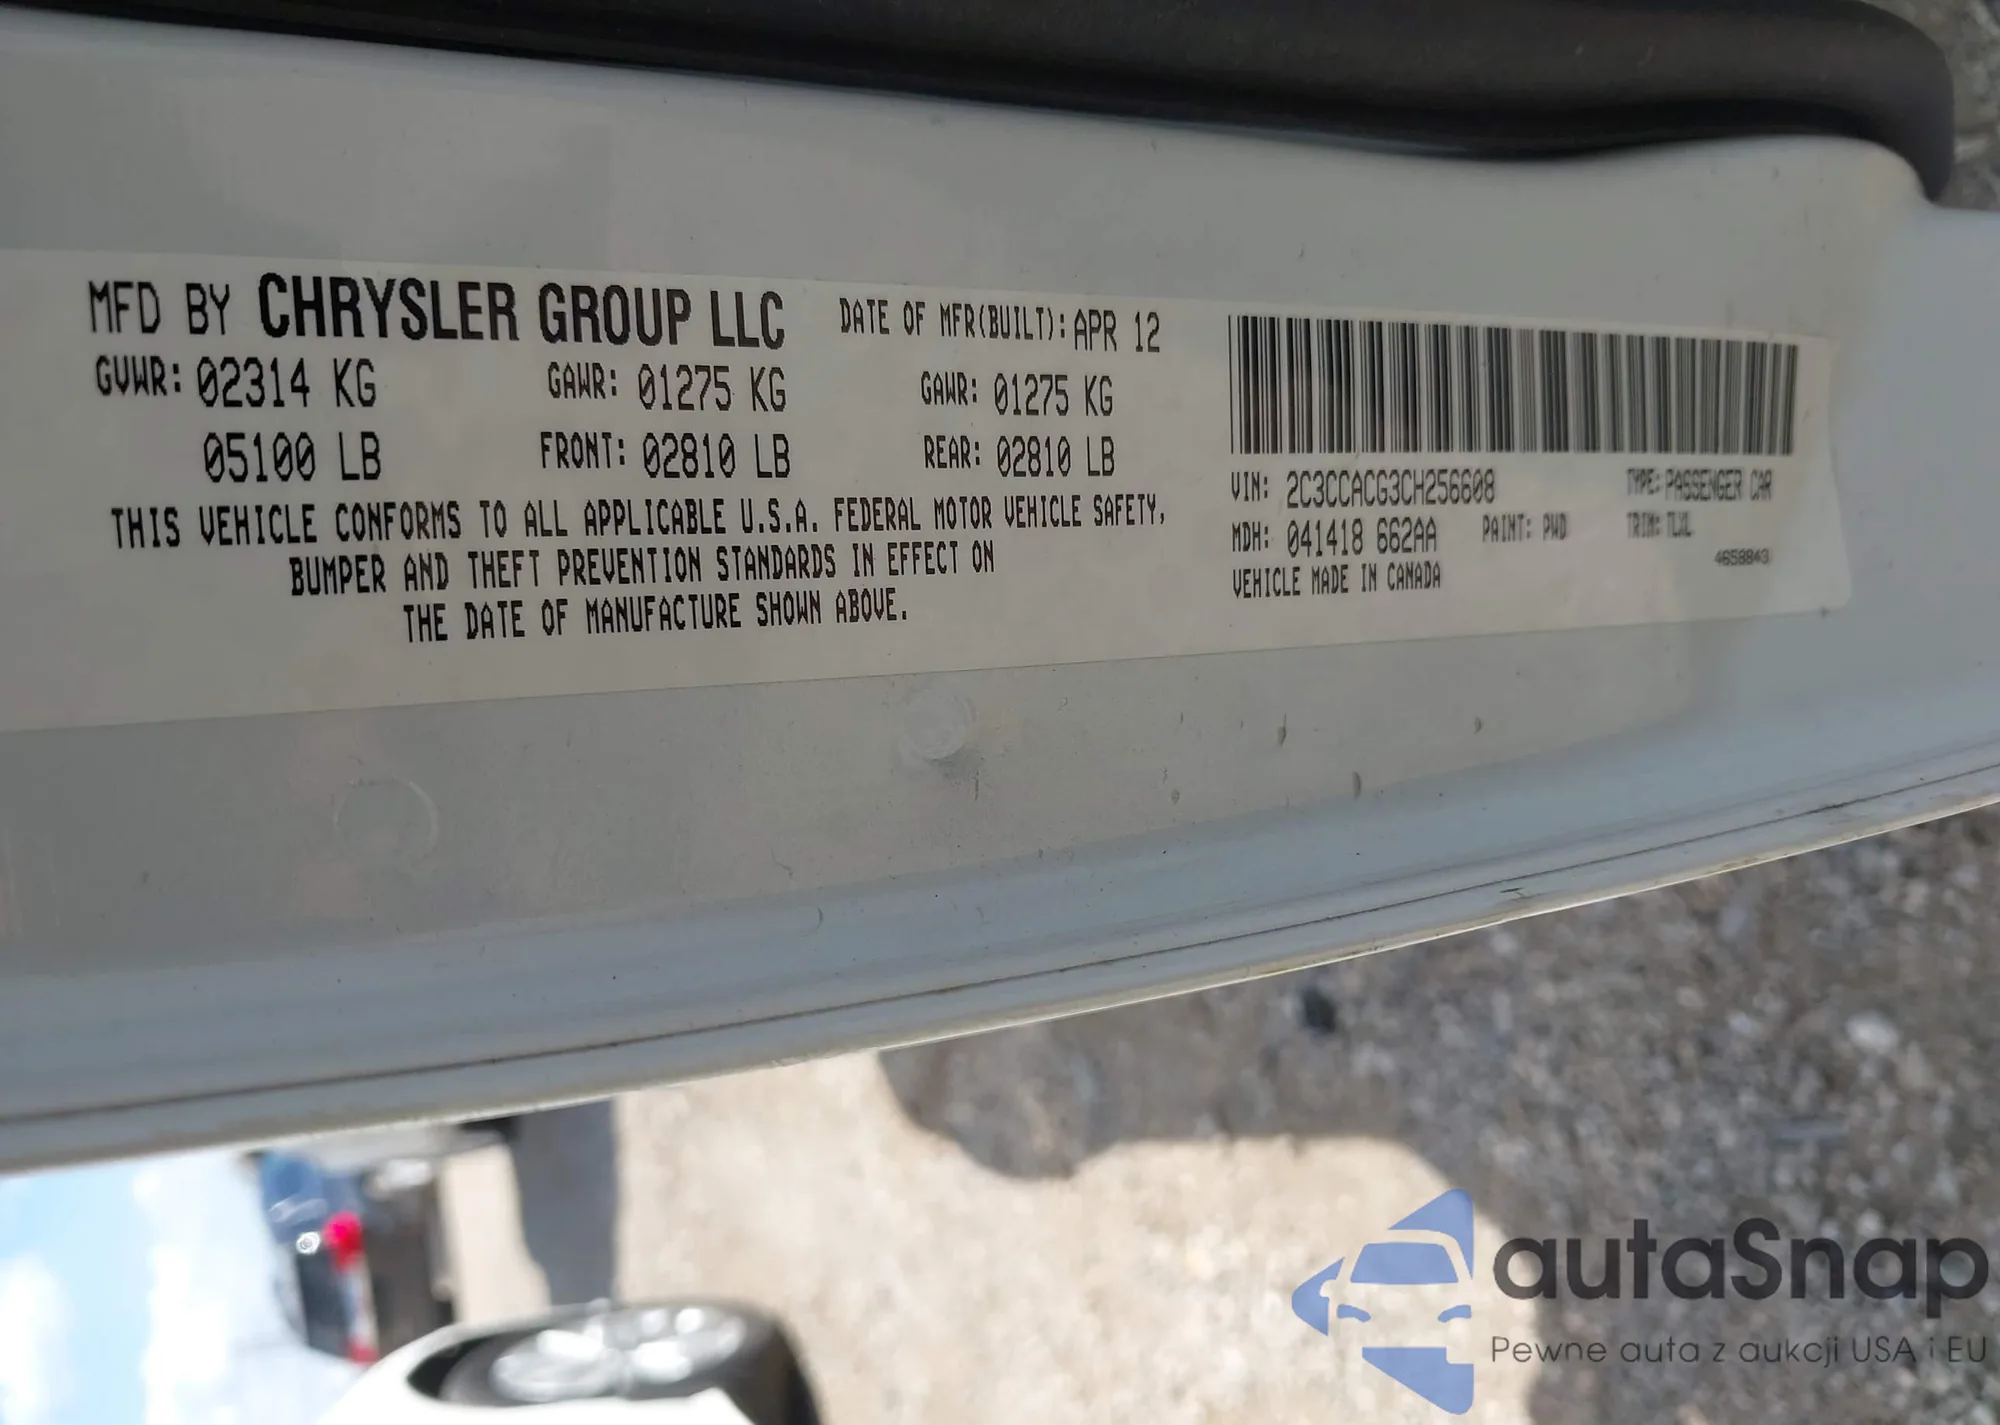 MFD BY CHRYSLER GROUP LLC DATE OF MFR(BUILT): APR 12
GVWR: 02314 KG GAWR: 01275 KG GAWR: 01275 KG
05100 LB FRONT: 02810 LB REAR: 02810 LB
THIS VEHICLE CONFORMS TO ALL APPLICABLE U.S.A. FEDERAL MOTOR VEHICLE SAFETY,
BUMPER AND THEFT PREVENTION STANDARDS IN EFFECT ON
THE DATE OF MANUFACTURE SHOWN ABOVE.
VIN: 2C3CCACG3CH256608 TYPE: PASSENGER CAR
MDH: 041418 662AA PAINT: PWD TRIM: TLXL
4658843
VEHICLE MADE IN CANADA
autaSnap
Pewne auta z aukcji USA i EU